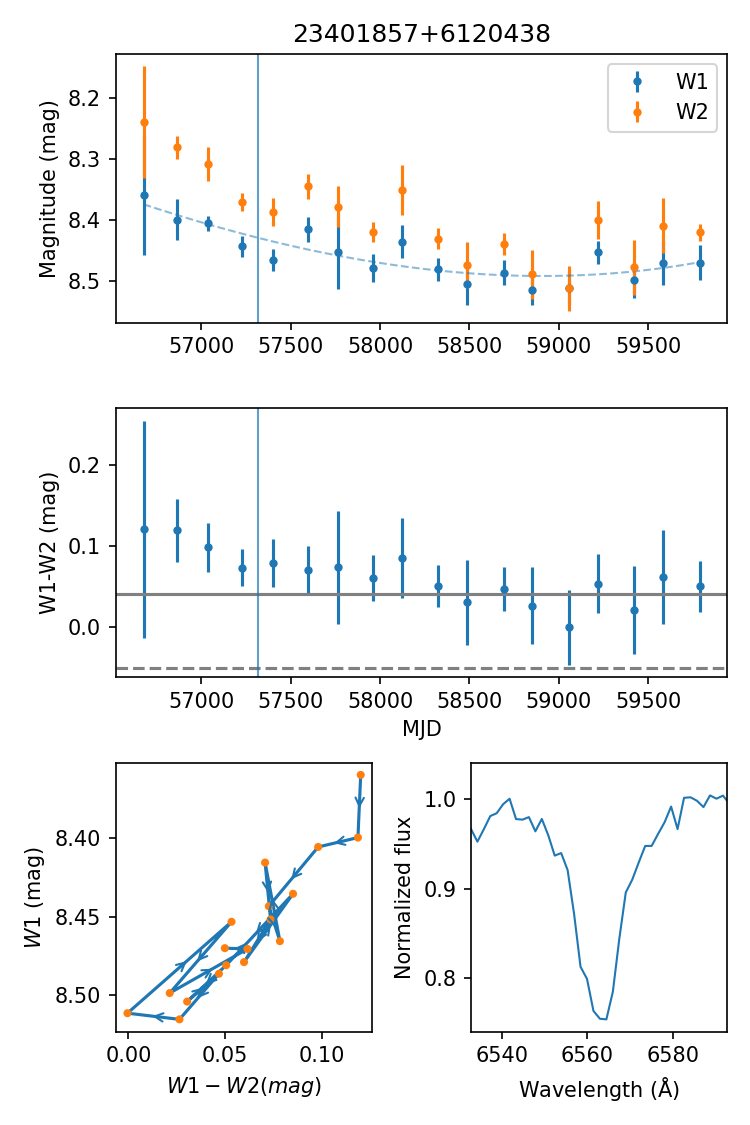 23401857+6120438
Magnitude (mag)
8.2
8.3
8.4
8.5
W1
W2
57000 57500 58000 58500 59000 59500
W1-W2 (mag)
0.2
0.1
0.0
57000 57500 58000 58500 59000 59500
MJD
W1 (mag)
8.40
8.45
8.50
0.00 0.05 0.10
W1 − W2(mag)
Normalized flux
1.0
0.9
0.8
6540 6560 6580
Wavelength (Å)